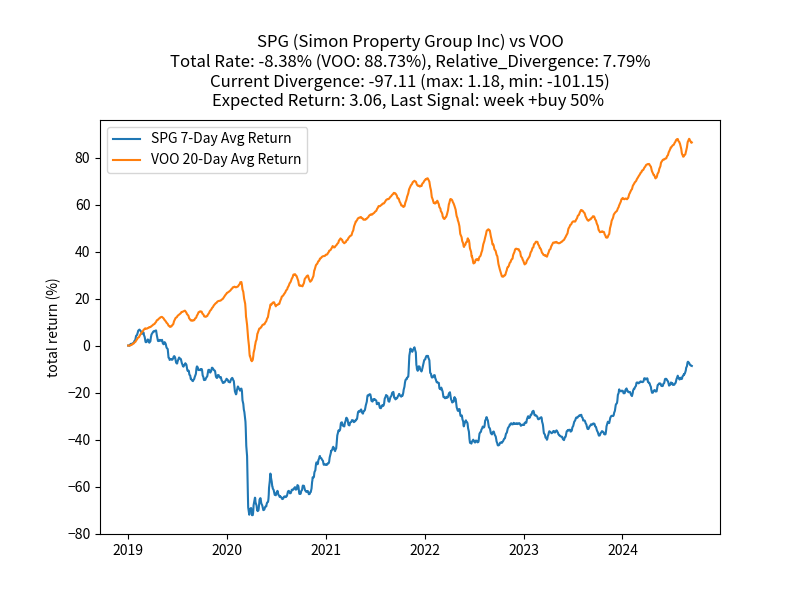 SPG (Simon Property Group Inc) vs VOO
Total Rate: -8.38% (VOO: 88.73%), Relative_Divergence: 7.79%
Current Divergence: -97.11 (max: 1.18, min: -101.15)
Expected Return: 3.06, Last Signal: week +buy 50%
SPG 7-Day Avg Return
VOO 20-Day Avg Return
total return (%)
80
60
40
20
0
−20
−40
−60
−80
2019
2020
2021
2022
2023
2024